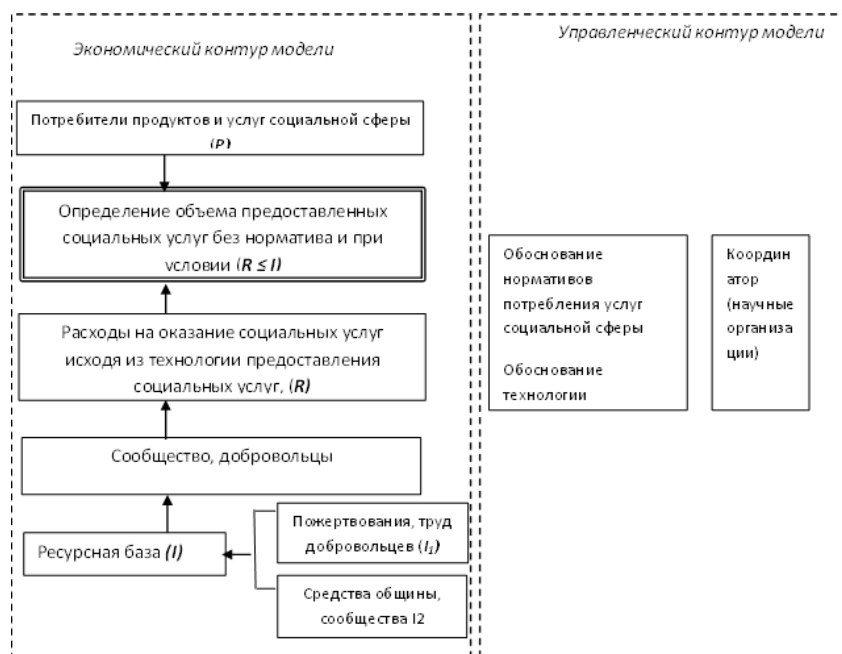 Экономический контур модели
Управленческий контур модели
Потребители продуктов и услуг социальной сферы
(P)
Определение объема предоставленных
социальных услуг без норматива и при
условии (R ≤ I)
Расходы на оказание социальных услуг
исходя из технологии предоставления
социальных услуг, (R)
Сообщество, добровольцы
Ресурсная база (I)
Пожертвования, труд
добровольцев (I₁)
Средства общины,
сообщества I2
Обоснование
нормативов
потребления услуг
социальной сферы
Обоснование
технологии
Координ
атор
(научные
организа
ции)